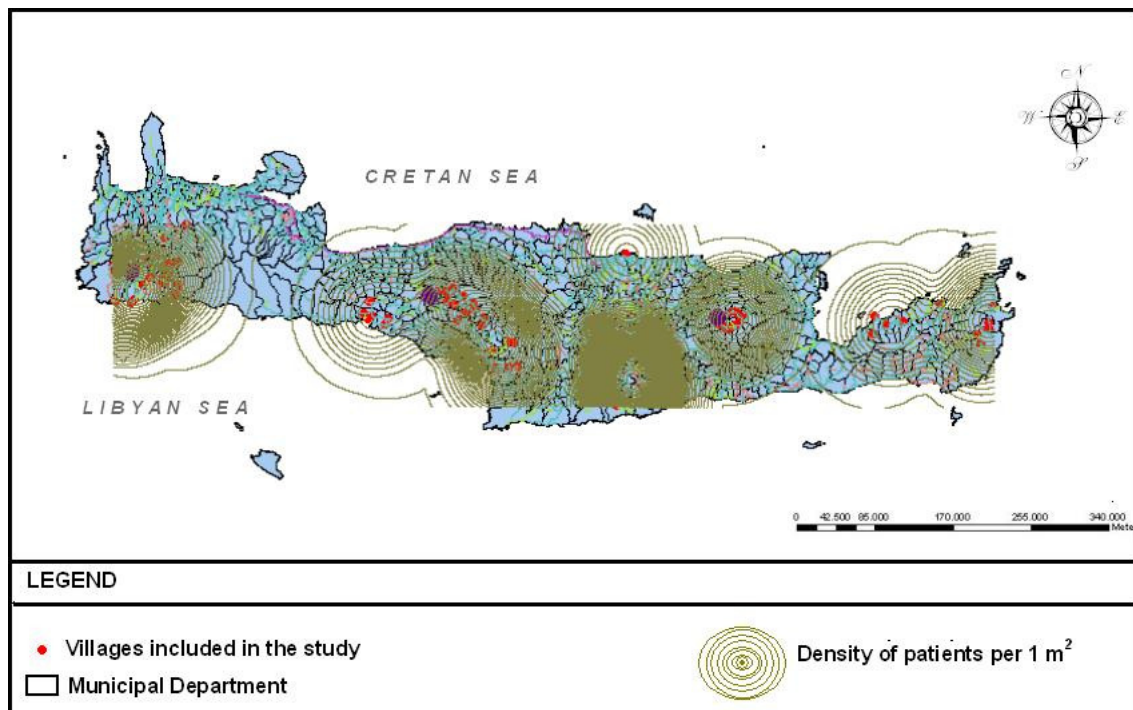 N
W E
S
CRETAN SEA
LIBYAN SEA
0 42.500 85.000 170.000 255.000 340.000
Mete
LEGEND
Villages included in the study
Municipal Department
Density of patients per 1 m²